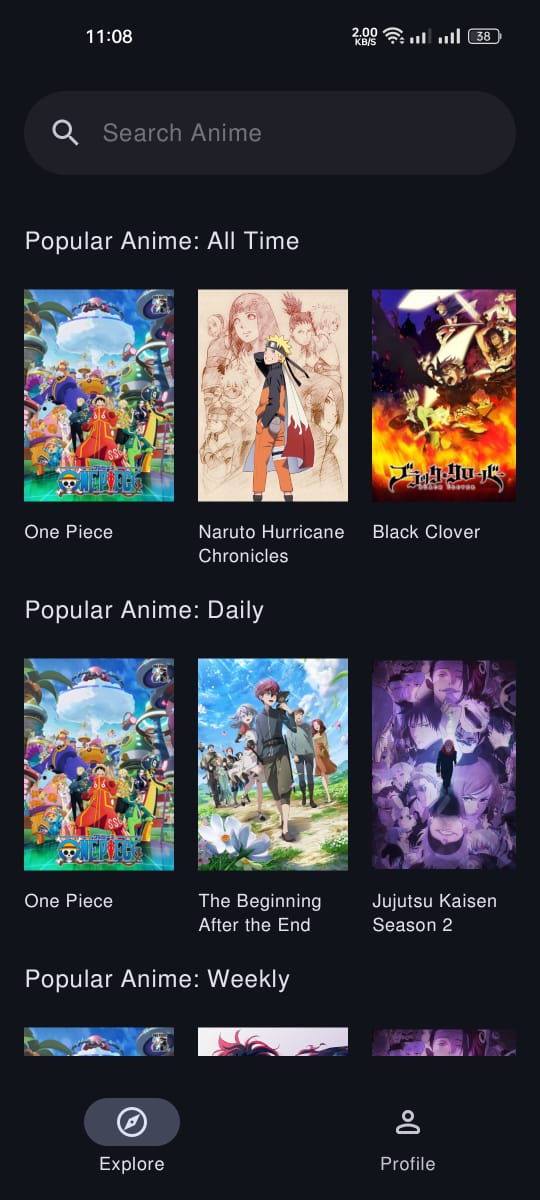 11:08
2.00
KB/S
38
Search Anime
Popular Anime: All Time
ONE PIECE
ブラッククローバー
BLACK CLOVER
One Piece
Naruto Hurricane
Chronicles
Black Clover
Popular Anime: Daily
ONE PIECE
One Piece
The Beginning
After the End
Jujutsu Kaisen
Season 2
Popular Anime: Weekly
Explore
Profile